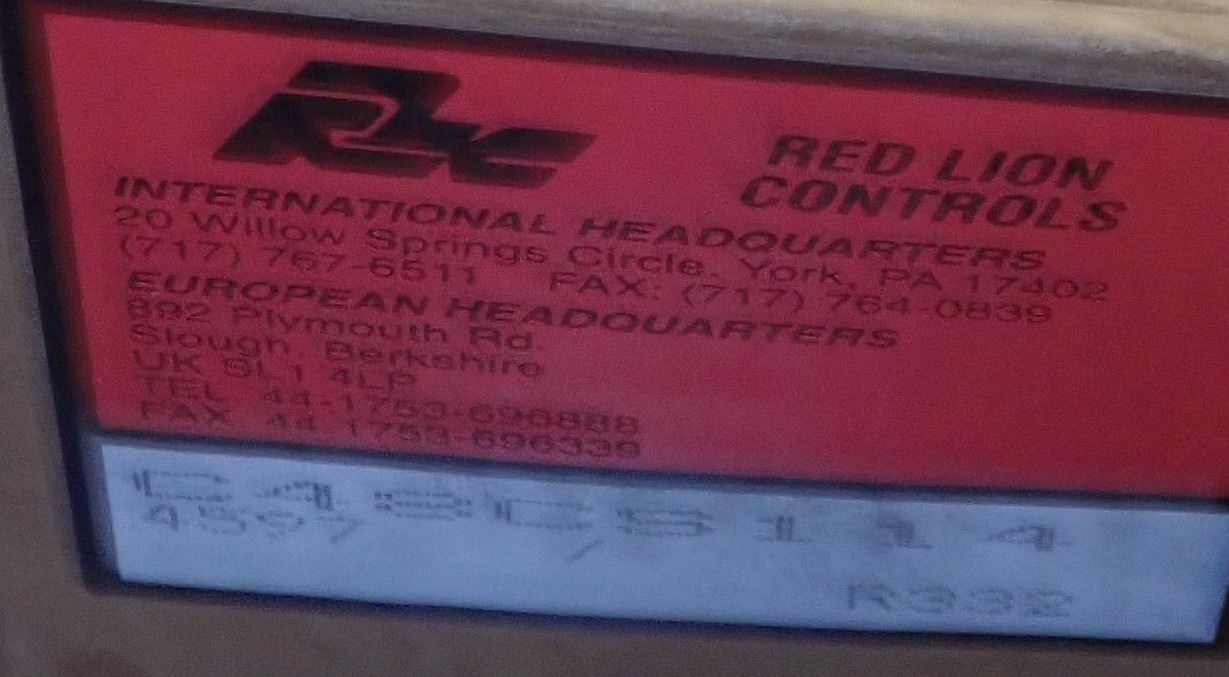 RLC
RED LION
CONTROLS
INTERNATIONAL HEADQUARTERS
20 Willow Springs Circle, York, PA 17402
(717) 767-6511 FAX: (717) 764-0839
EUROPEAN HEADQUARTERS
892 Plymouth Rd.
Slough, Berkshire
UK SL1 4LP
TEL 44-1753-696888
FAX 44-1753-696339
R332